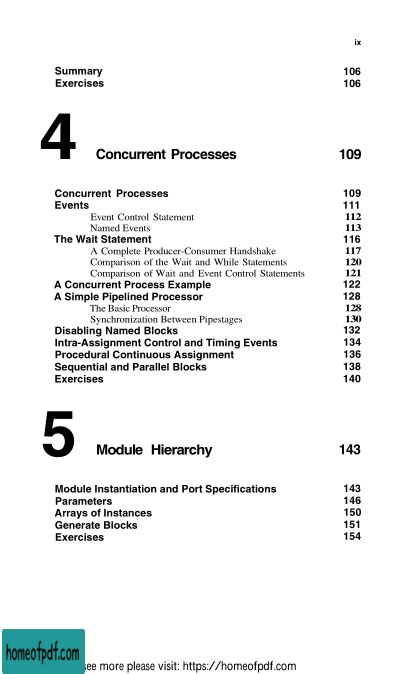 ix
Summary 106
Exercises 106
4 Concurrent Processes 109
Concurrent Processes 109
Events 111
Event Control Statement 112
Named Events 113
The Wait Statement 116
A Complete Producer-Consumer Handshake 117
Comparison of the Wait and While Statements 120
Comparison of Wait and Event Control Statements 121
A Concurrent Process Example 122
A Simple Pipelined Processor 128
The Basic Processor 128
Synchronization Between Pipestages 130
Disabling Named Blocks 132
Intra-Assignment Control and Timing Events 134
Procedural Continuous Assignment 136
Sequential and Parallel Blocks 138
Exercises 140
5 Module Hierarchy 143
Module Instantiation and Port Specifications 143
Parameters 146
Arrays of Instances 150
Generate Blocks 151
Exercises 154
homeofpdf.com
see more please visit: https://homeofpdf.com